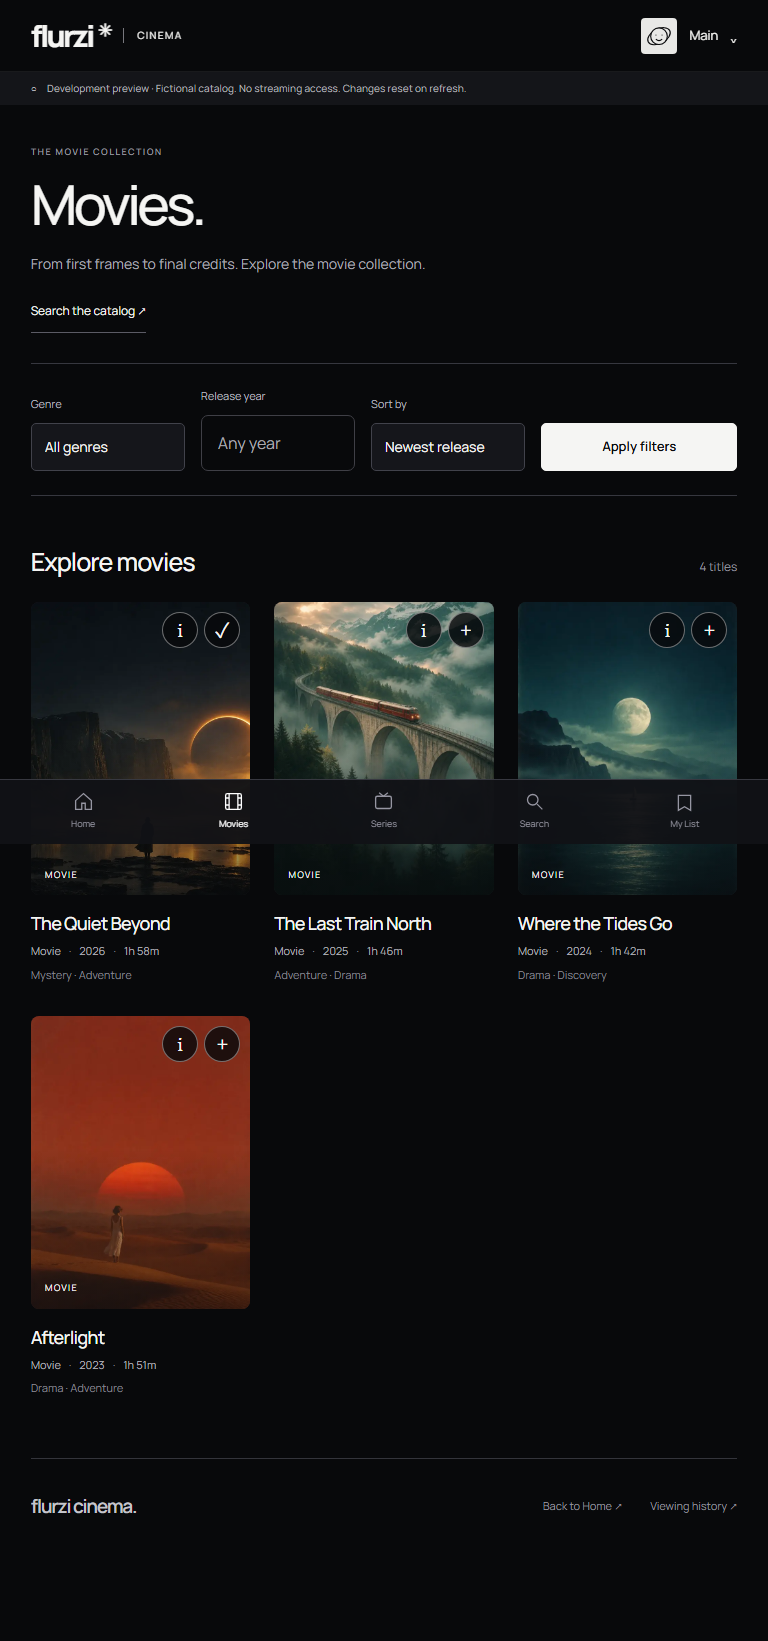 flurzi* CINEMA
Main
Development preview · Fictional catalog. No streaming access. Changes reset on refresh.
THE MOVIE COLLECTION
Movies.
From first frames to final credits. Explore the movie collection.
Search the catalog ↗
Genre
Release year
Sort by
All genres
Any year
Newest release
Apply filters
Explore movies
4 titles
i ✓
i +
i +
Home
Movies
Series
Search
My List
MOVIE
MOVIE
MOVIE
The Quiet Beyond
Movie · 2026 · 1h 58m
Mystery · Adventure
The Last Train North
Movie · 2025 · 1h 46m
Adventure · Drama
Where the Tides Go
Movie · 2024 · 1h 42m
Drama · Discovery
i +
MOVIE
Afterlight
Movie · 2023 · 1h 51m
Drama · Adventure
flurzi cinema.
Back to Home ↗
Viewing history ↗